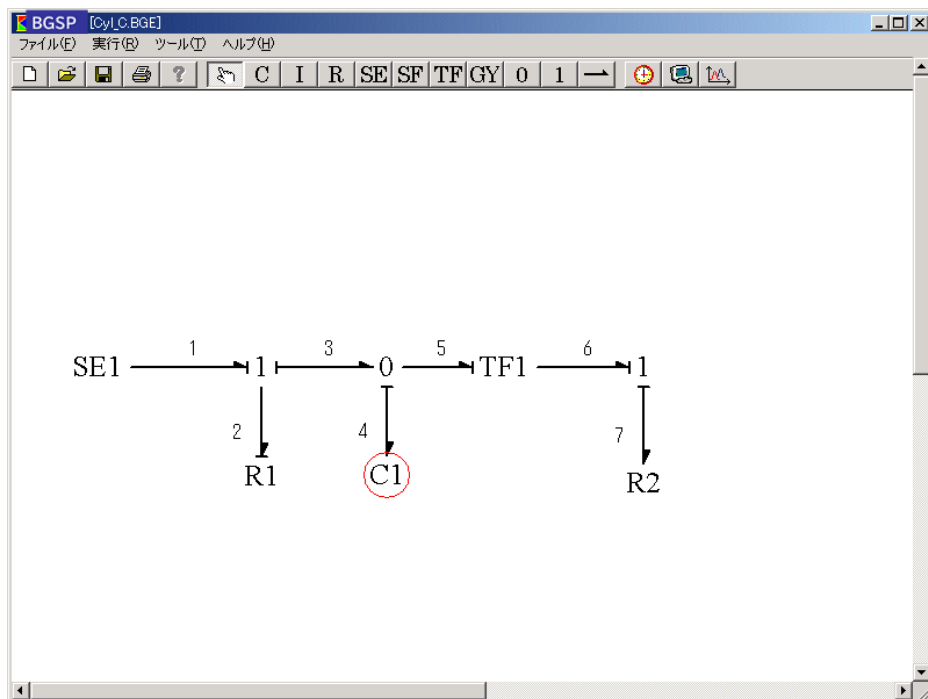 BGSP [Cyl_C.BGE]
ファイル(F) 実行(R) ツール(T) ヘルプ(H)
? C I R SE SF TF GY 0 1
1 3 5 6
SE1 1 0 TF1 1
2 4 7
R1 C1 R2